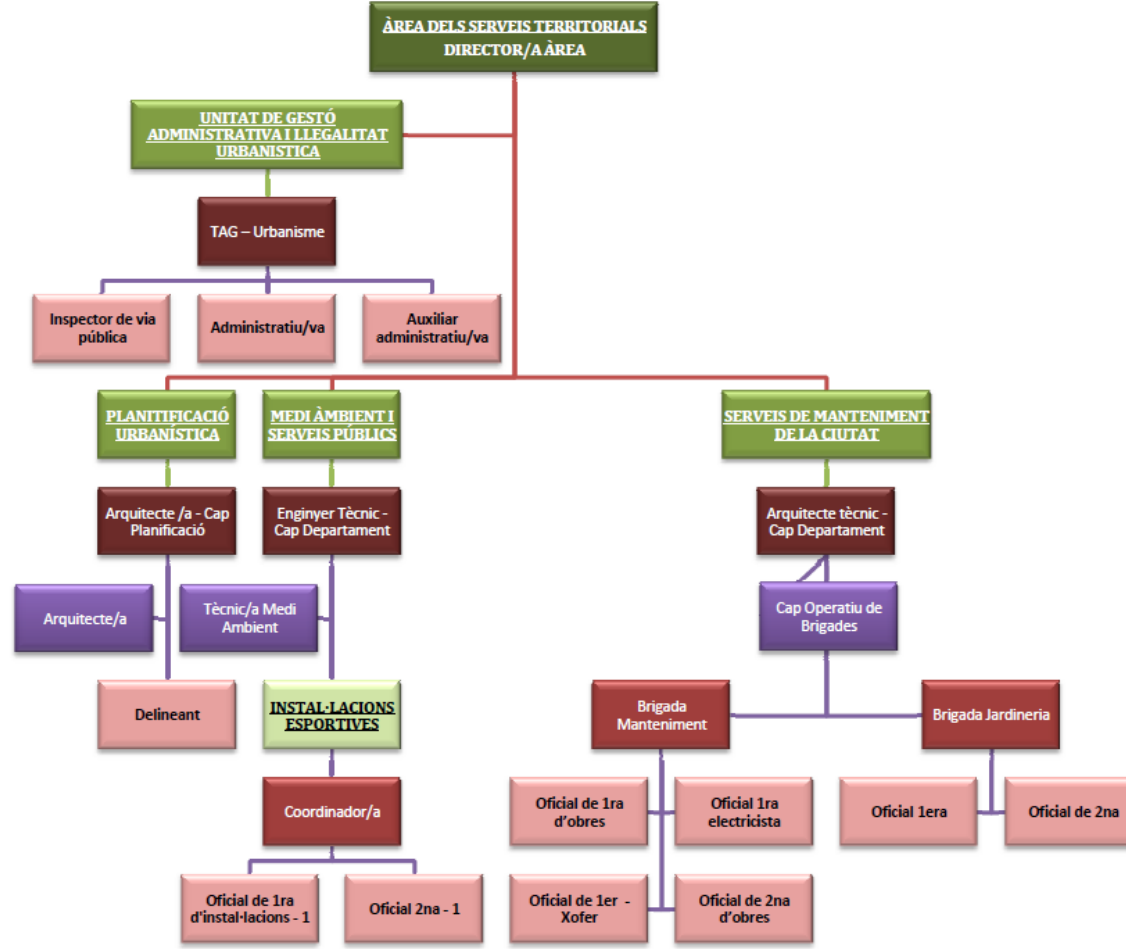 ÀREA DELS SERVEIS TERRITORIALS
DIRECTOR/A ÀREA
UNITAT DE GESTÓ
ADMINISTRATIVA I LLEGALITAT
URBANISTICA
TAG – Urbanisme
Inspector de via
pública
Administratiu/va
Auxiliar
administratiu/va
PLANITIFICACIÓ
URBANÍSTICA
MEDI ÀMBIENT I
SERVEIS PÚBLICS
SERVEIS DE MANTENIMENT
DE LA CIUTAT
Arquitecte /a - Cap
Planificació
Enginyer Tècnic -
Cap Departament
Arquitecte tècnic -
Cap Departament
Arquitecte/a
Tècnic/a Medi
Ambient
Cap Operatiu de
Brigades
Delineant
INSTAL·LACIONS
ESPORTIVES
Brigada
Manteniment
Brigada Jardineria
Coordinador/a
Oficial de 1ra
d'obres
Oficial 1ra
electricista
Oficial 1era
Oficial de 2na
Oficial de 1ra
d'instal·lacions - 1
Oficial 2na - 1
Oficial de 1er -
Xofer
Oficial de 2na
d'obres